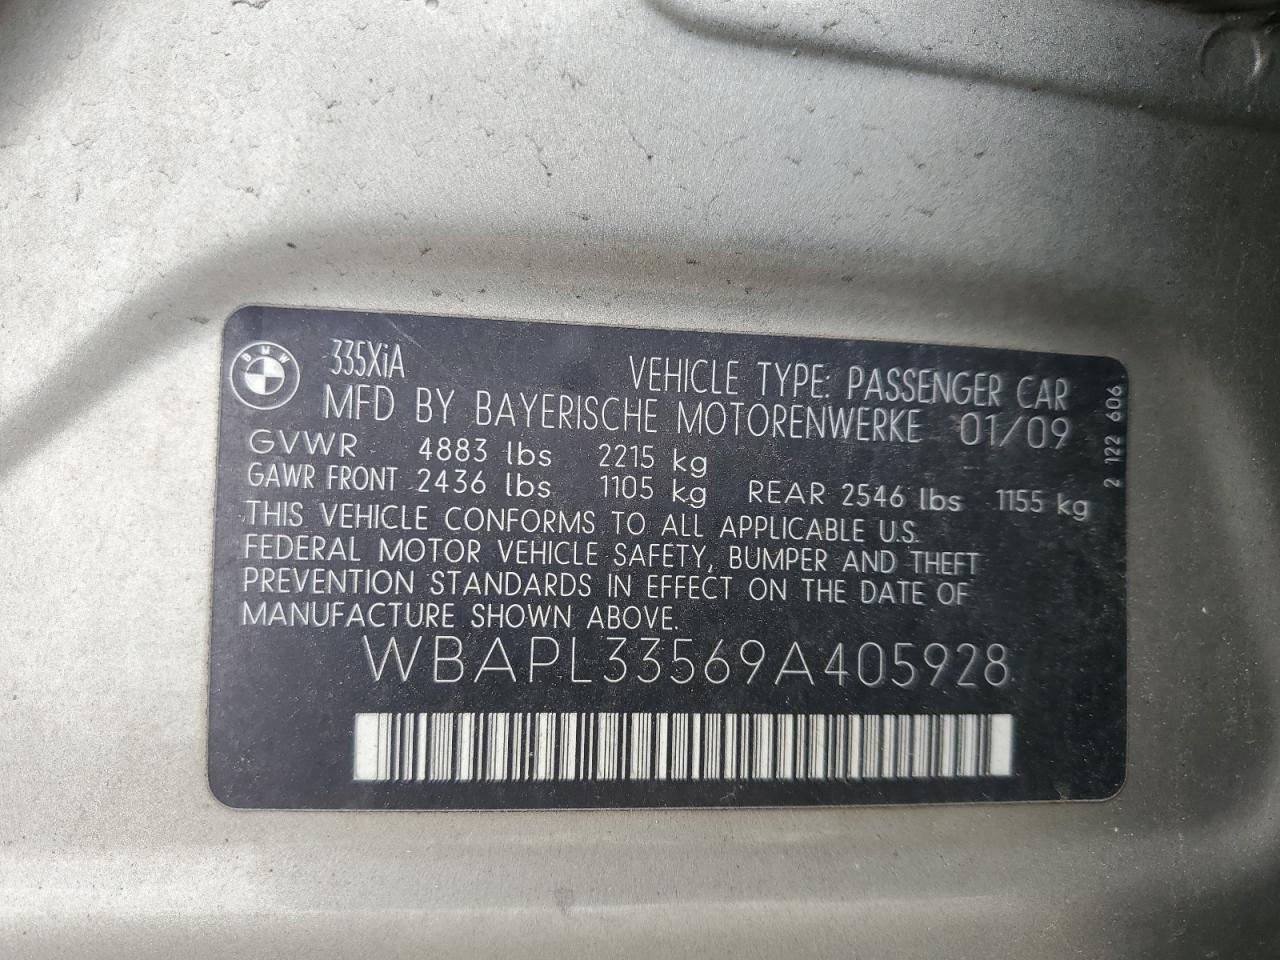 BMW
335XiA
VEHICLE TYPE: PASSENGER CAR
MFD BY BAYERISCHE MOTORENWERKE 01/09
GVWR 4883 lbs 2215 kg
GAWR FRONT 2436 lbs 1105 kg REAR 2546 lbs 1155 kg
THIS VEHICLE CONFORMS TO ALL APPLICABLE U.S.
FEDERAL MOTOR VEHICLE SAFETY, BUMPER AND THEFT
PREVENTION STANDARDS IN EFFECT ON THE DATE OF
MANUFACTURE SHOWN ABOVE.
WBAPL33569A405928
2 122 606